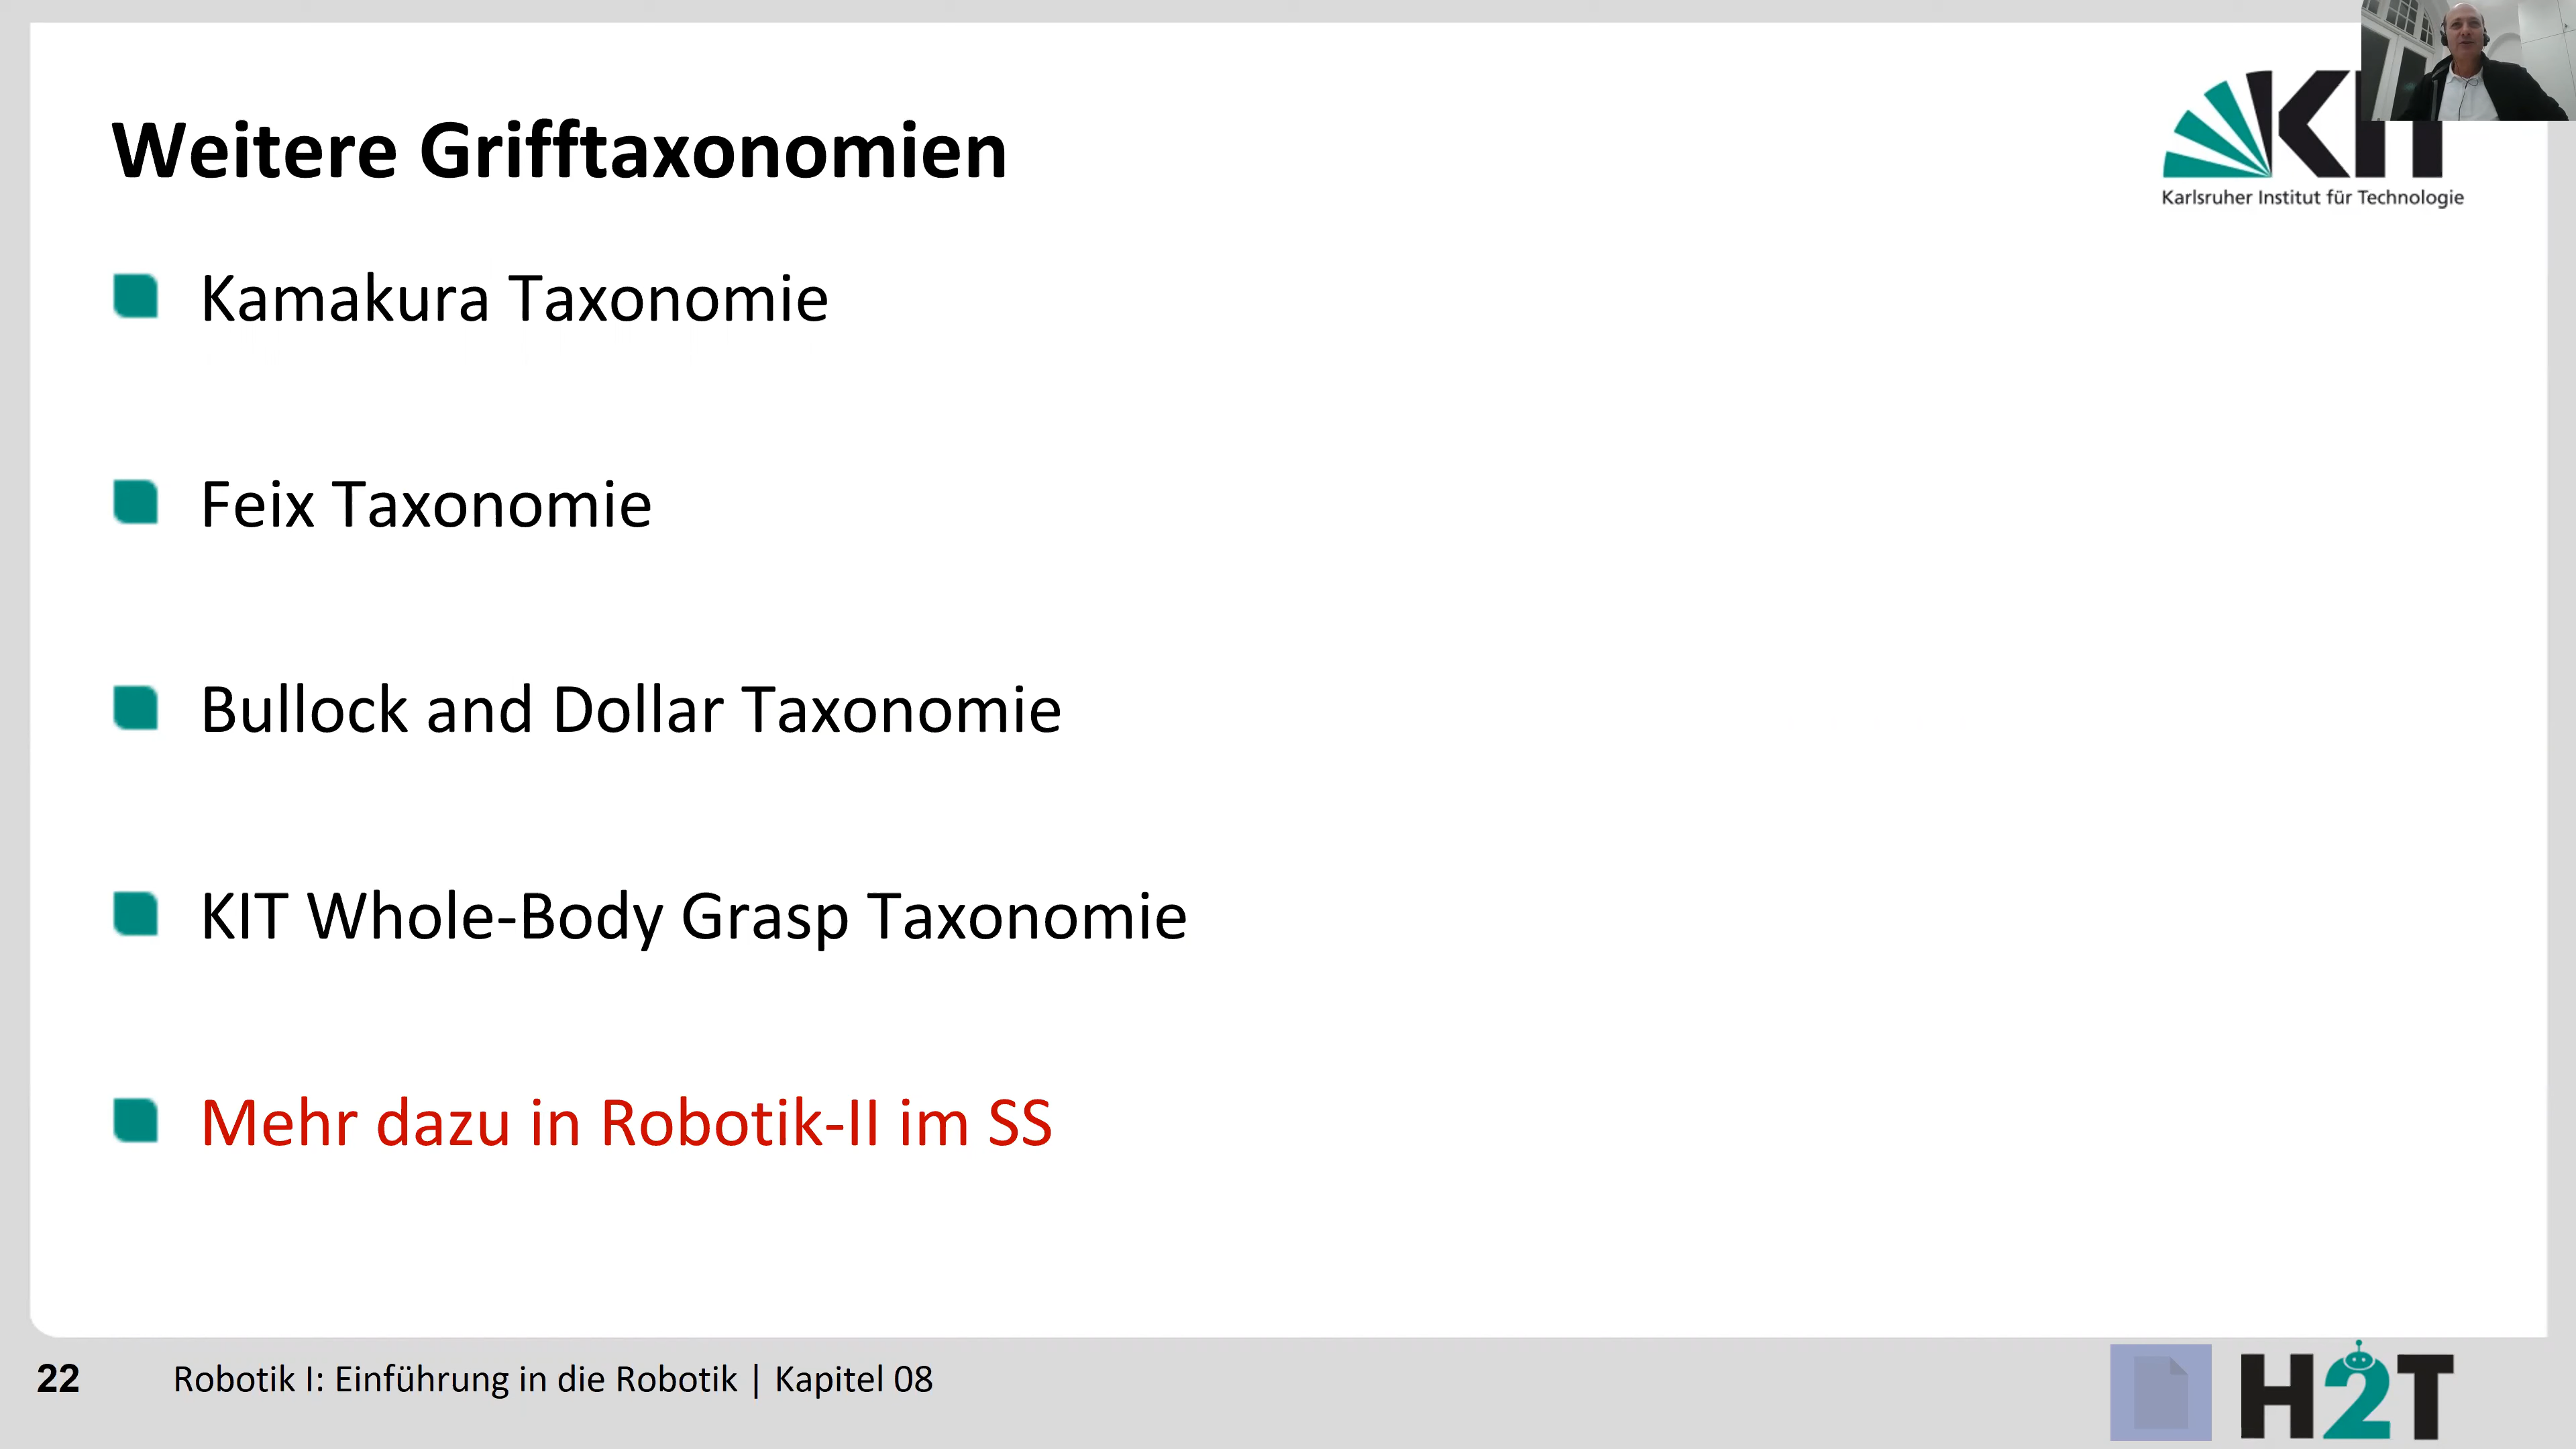 Weitere Grifftaxonomien
Karlsruher Institut für Technologie
Kamakura Taxonomie
Feix Taxonomie
Bullock and Dollar Taxonomie
KIT Whole-Body Grasp Taxonomie
Mehr dazu in Robotik-II im SS
22
Robotik I: Einführung in die Robotik | Kapitel 08
H2T